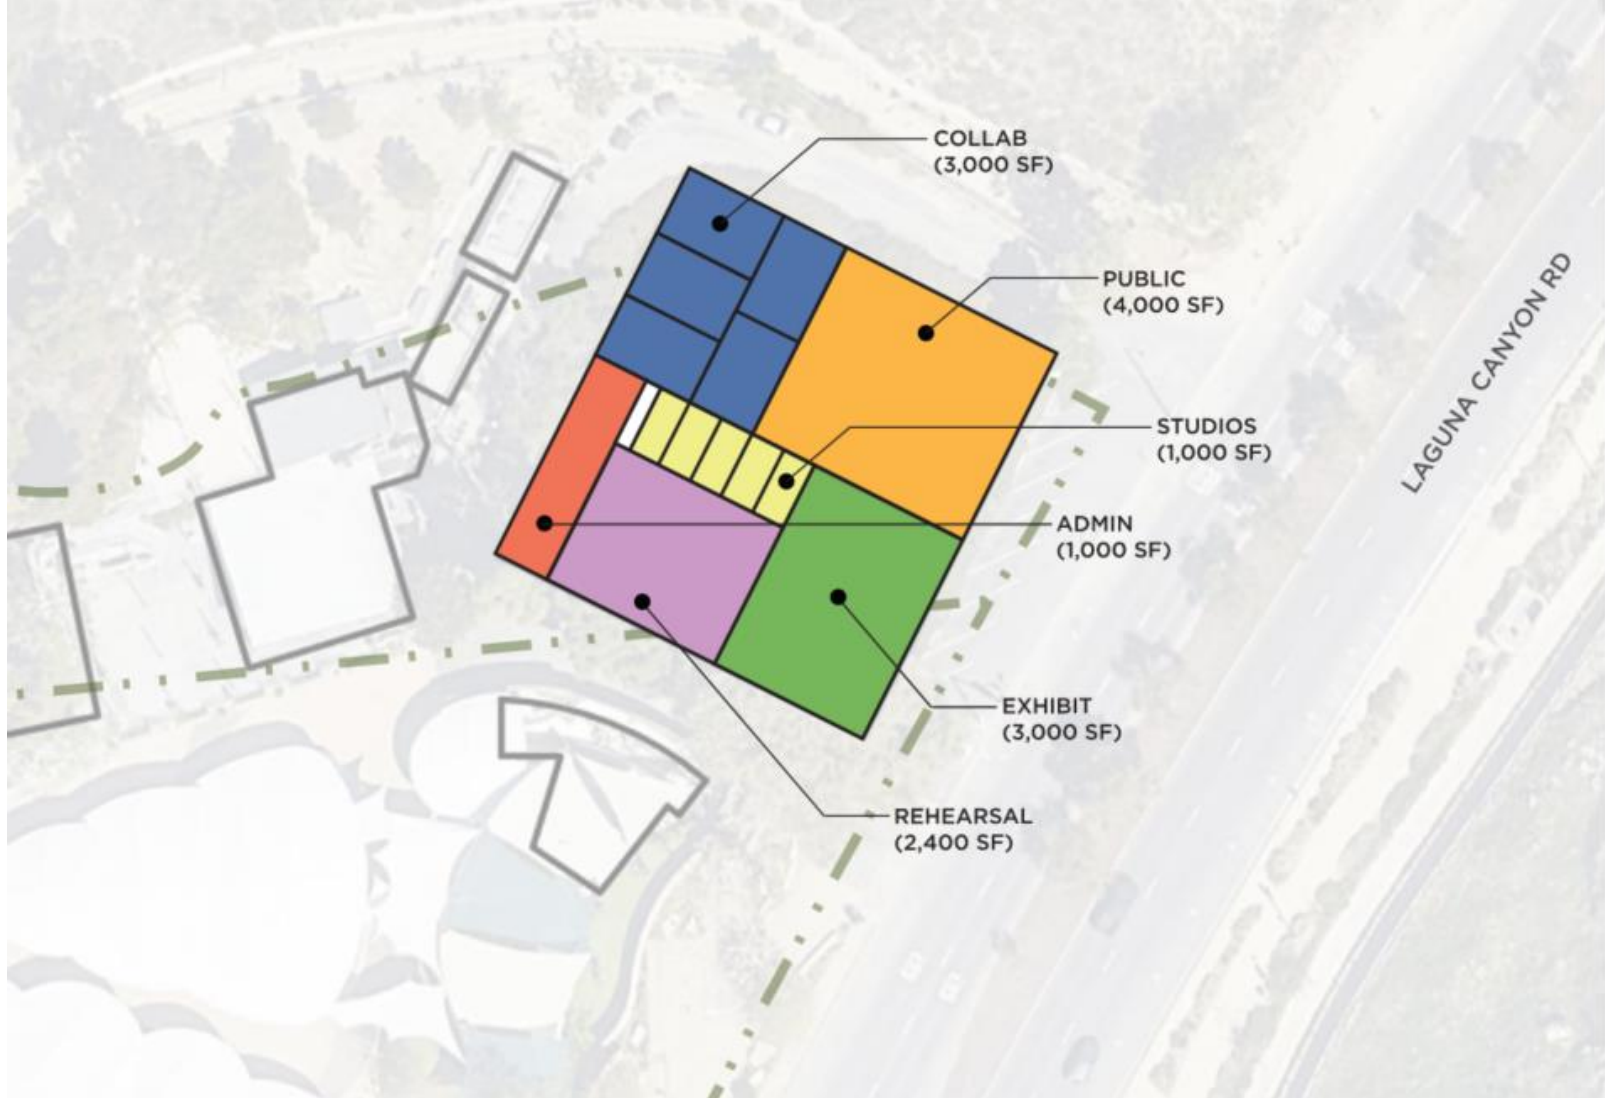 COLLAB
(3,000 SF)
PUBLIC
(4,000 SF)
LAGUNA CANYON RD
STUDIOS
(1,000 SF)
ADMIN
(1,000 SF)
EXHIBIT
(3,000 SF)
REHEARSAL
(2,400 SF)